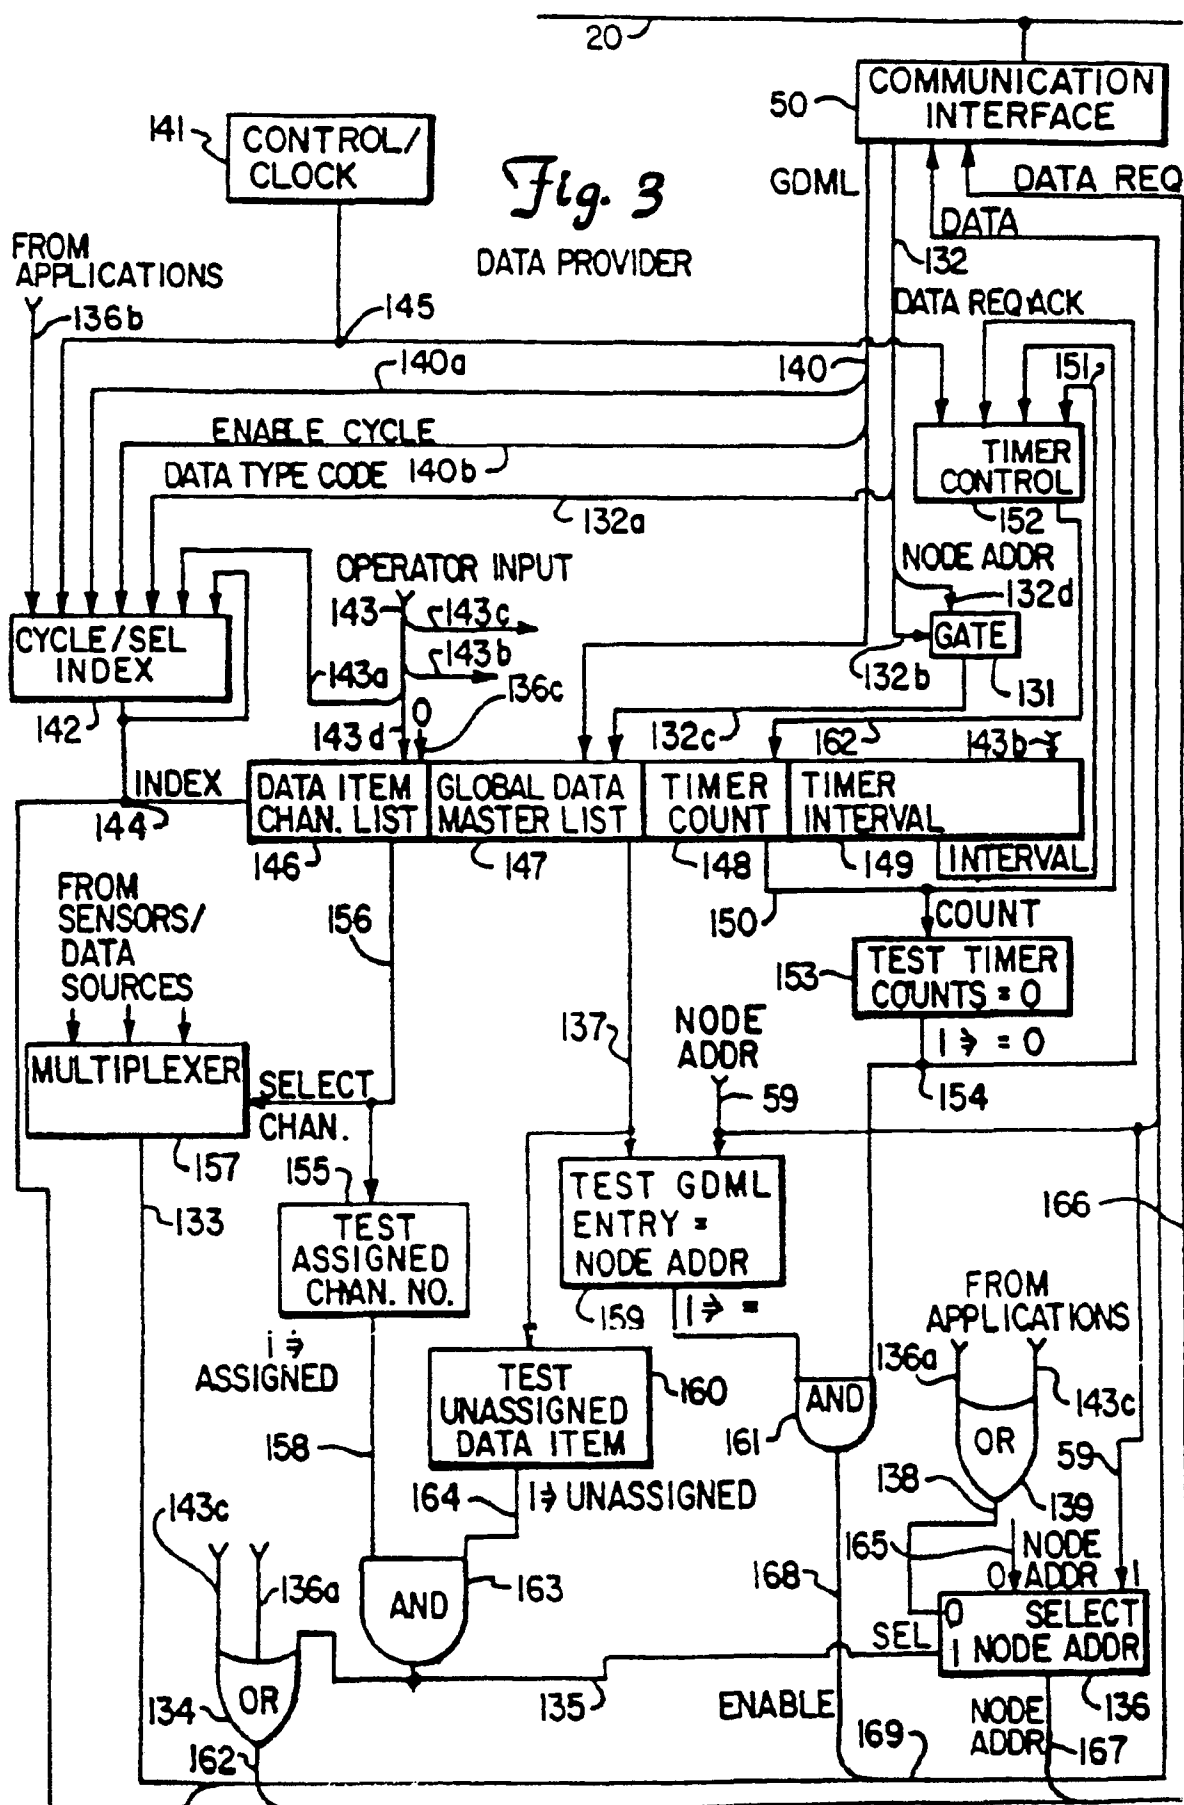 20
COMMUNICATION
INTERFACE
50
141
CONTROL/
CLOCK
Fig. 3
DATA PROVIDER
GDML
DATA REQ
DATA
132
FROM
APPLICATIONS
136b
145
DATA REQ ACK
140a
140
151
ENABLE CYCLE
TIMER
CONTROL
DATA TYPE CODE
140b
132a
152
OPERATOR INPUT
NODE ADDR
132d
143
143c
GATE
CYCLE/SEL
INDEX
143b
143a
136c
132b
131
142
143d
0
132c
162
143b
INDEX
144
DATA ITEM
CHAN. LIST
GLOBAL DATA
MASTER LIST
TIMER
COUNT
TIMER
INTERVAL
146
147
148
149
INTERVAL
FROM
SENSORS/
DATA
SOURCES
156
150
COUNT
153
TEST TIMER
COUNTS = 0
137
NODE
ADDR
1 ⇒ = 0
MULTIPLEXER
SELECT
CHAN.
59
154
157
155
133
TEST
ASSIGNED
CHAN. NO.
TEST GDML
ENTRY =
NODE ADDR
166
159
1 ⇒ =
FROM
APPLICATIONS
1 ⇒
ASSIGNED
136a
143c
TEST
UNASSIGNED
DATA ITEM
160
AND
161
OR
158
59
164
1 ⇒ UNASSIGNED
138
139
143c
165
NODE
0 ADDR 1
136a
AND
163
168
0 SELECT
1 NODE ADDR
SEL
134
OR
135
ENABLE
136
NODE
ADDR
162
169
167